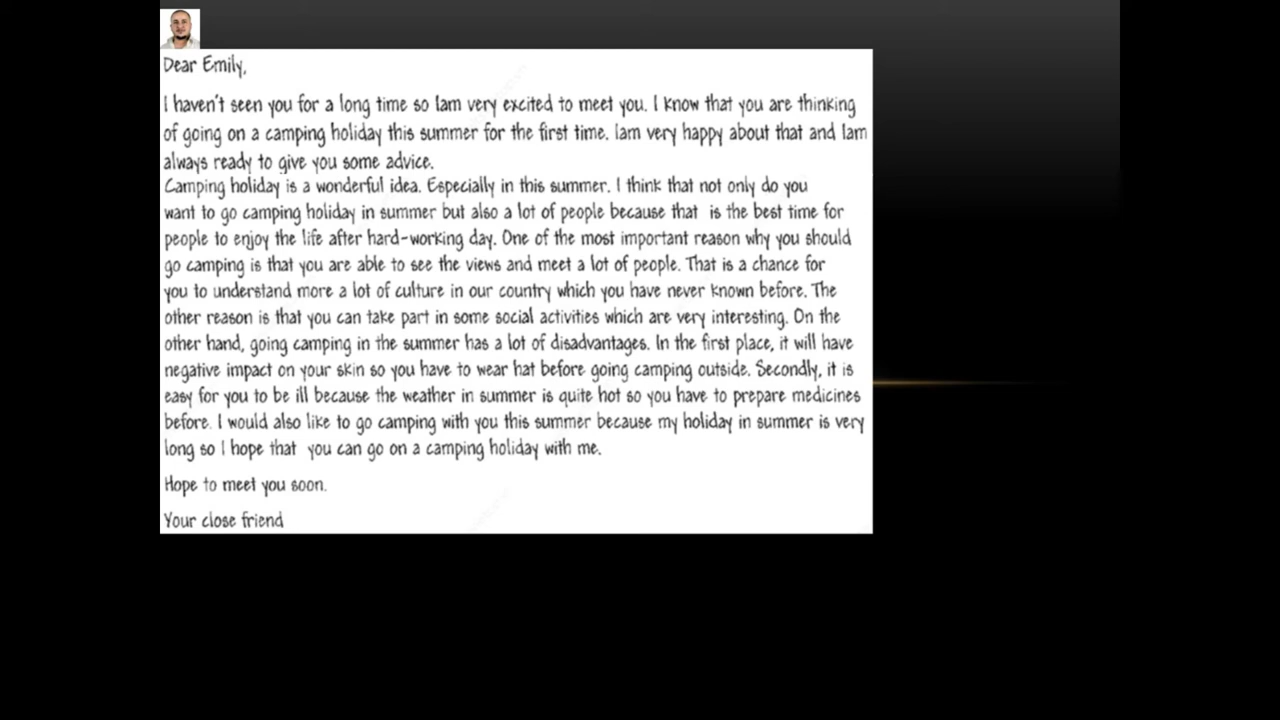 Dear Emily,
I haven't seen you for a long time so Iam very excited to meet you. I know that you are thinking
of going on a camping holiday this summer for the first time. Iam very happy about that and Iam
always ready to give you some advice.
Camping holiday is a wonderful idea. Especially in this summer. I think that not only do you
want to go camping holiday in summer but also a lot of people because that is the best time for
people to enjoy the life after hard-working day. One of the most important reason why you should
go camping is that you are able to see the views and meet a lot of people. That is a chance for
you to understand more a lot of culture in our country which you have never known before. The
other reason is that you can take part in some social activities which are very interesting. On the
other hand, going camping in the summer has a lot of disadvantages. In the first place, it will have
negative impact on your skin so you have to wear hat before going camping outside. Secondly, it is
easy for you to be ill because the weather in summer is quite hot so you have to prepare medicines
before. I would also like to go camping with you this summer because my holiday in summer is very
long so I hope that you can go on a camping holiday with me.
Hope to meet you soon.
Your close friend